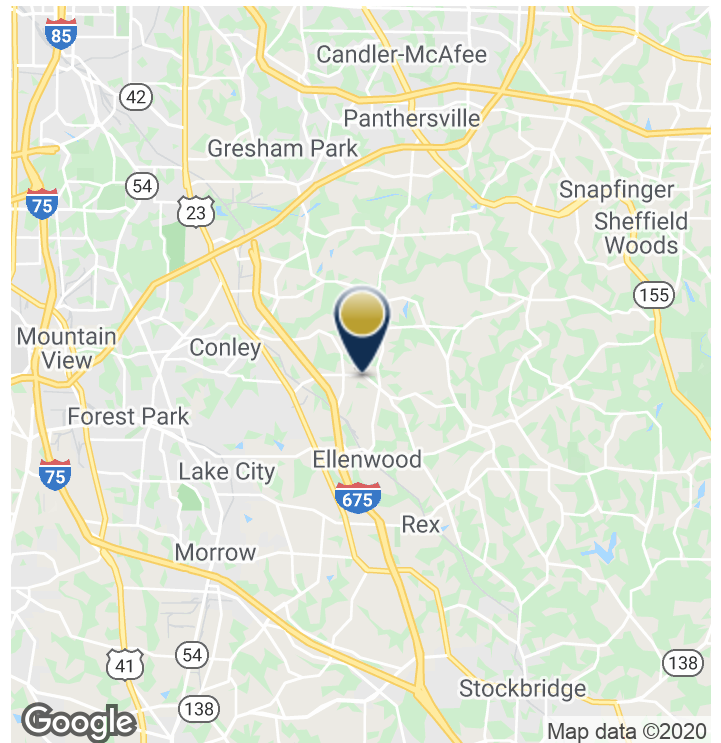 85
Candler-McAfee
42
Panthersville
Gresham Park
54
Snapfinger
75
23
Sheffield
Woods
155
Mountain
View
Conley
Forest Park
Ellenwood
Lake City
75
675
Rex
Morrow
54
41
138
Stockbridge
138
Google
Map data ©2020